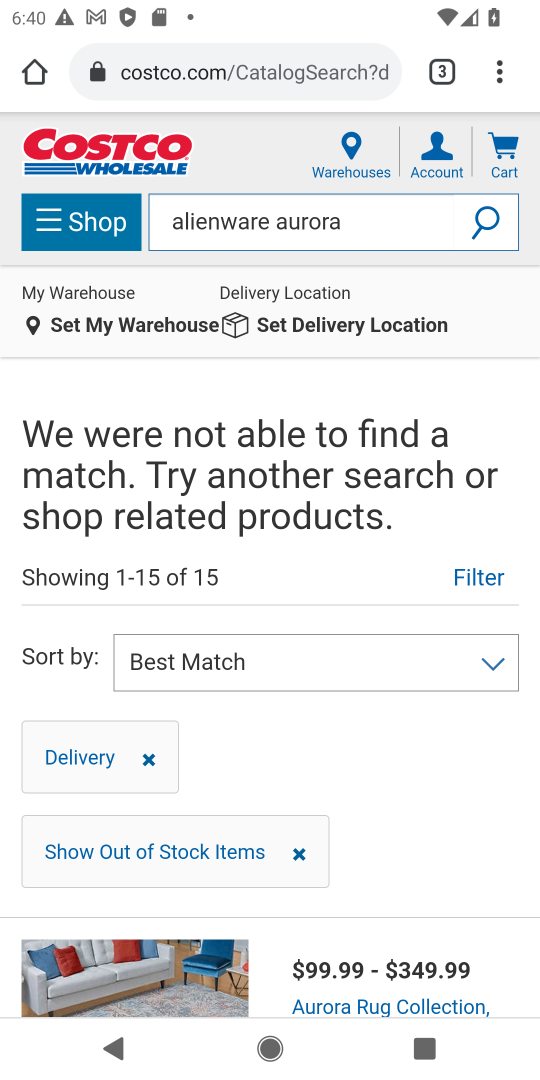 6:40
3
costco.com/CatalogSearch?d
COSTCO
WHOLESALE
Warehouses
Account
Cart
Shop
alienware aurora
My Warehouse
Delivery Location
Set My Warehouse
Set Delivery Location
We were not able to find a
match. Try another search or
shop related products.
Showing 1-15 of 15
Filter
Sort by:
Best Match
Delivery ×
Show Out of Stock Items ×
$99.99 - $349.99
Aurora Rug Collection,